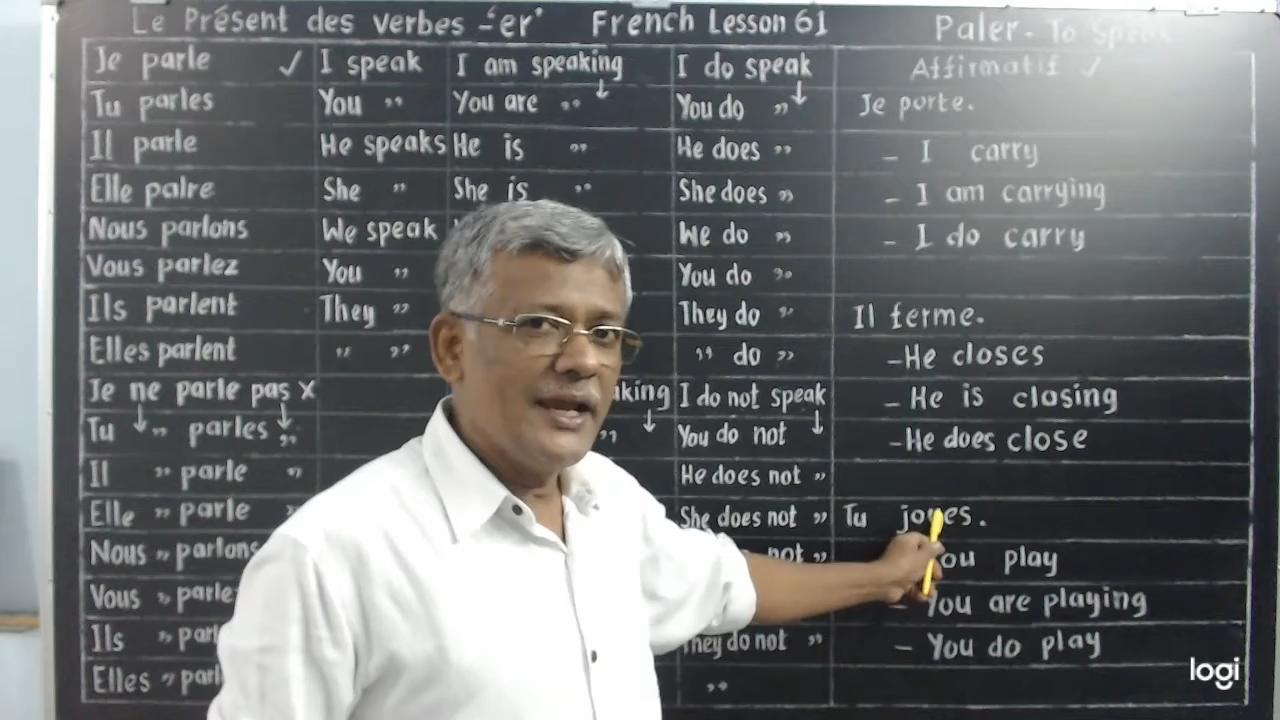 Le Présent des verbes -'er' French Lesson 61 Paler - To Speak
Je parle ✓ I speak I am speaking I do speak Affirmatif ✓
Tu parles You " You are " You do " Je porte.
Il parle He speaks He is " He does " - I carry
Elle palre She " She is " She does " - I am carrying
Nous parlons We speak We do " - I do carry
Vous parlez You " You do "
Ils parlent They " They do " Il ferme.
Elles parlent " " " do " - He closes
Je ne parle pas X I do not speak - He is closing
Tu " parles " " You do not - He does close
Il " parle " He does not "
Elle " parle " She does not " Tu joues.
Nous " parlons not " play
Vous " - You are playing
Ils " They do not " - You do play
Elles " "
logi